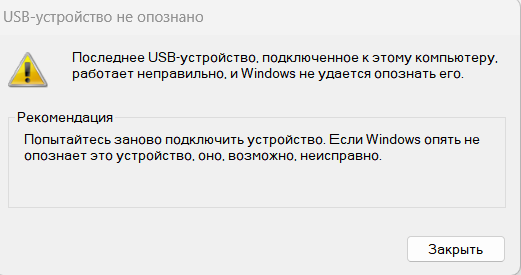 USB-устройство не опознано
Последнее USB-устройство, подключенное к этому компьютеру,
работает неправильно, и Windows не удается опознать его.
Рекомендация
Попытайтесь заново подключить устройство. Если Windows опять не
опознает это устройство, оно, возможно, неисправно.
Закрыть